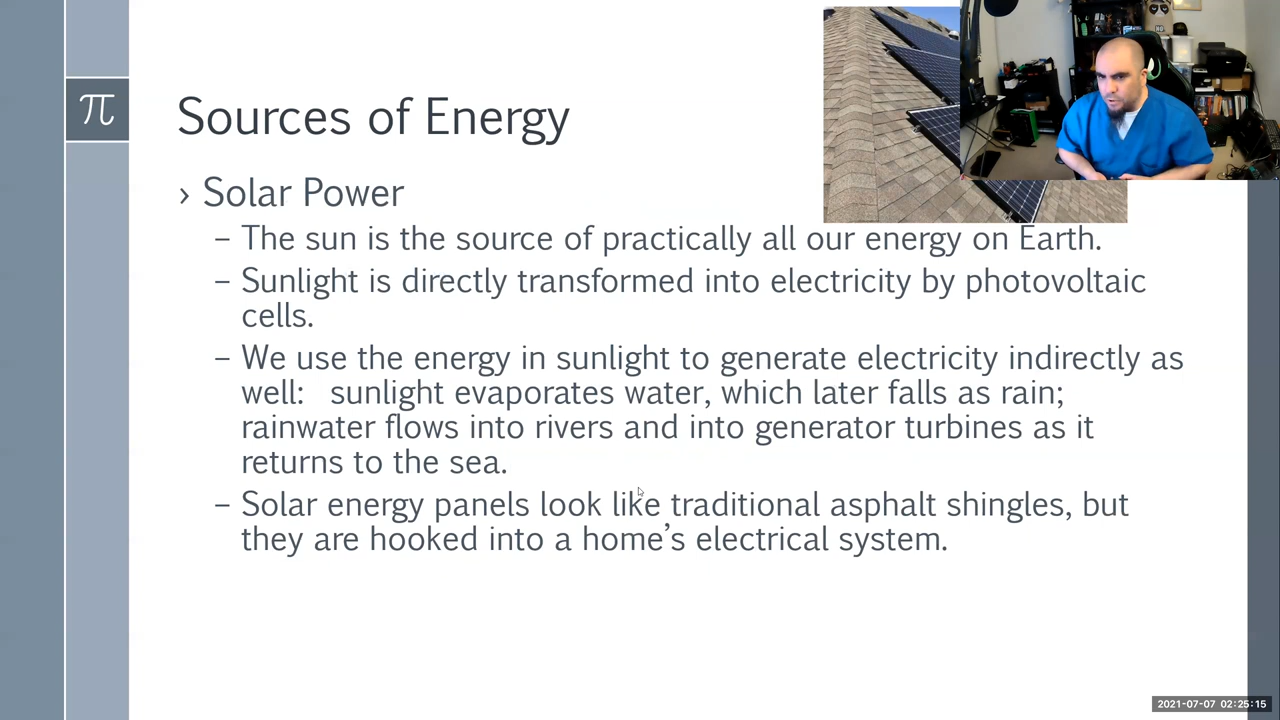 π
Sources of Energy
› Solar Power
– The sun is the source of practically all our energy on Earth.
– Sunlight is directly transformed into electricity by photovoltaic
cells.
– We use the energy in sunlight to generate electricity indirectly as
well: sunlight evaporates water, which later falls as rain;
rainwater flows into rivers and into generator turbines as it
returns to the sea.
– Solar energy panels look like traditional asphalt shingles, but
they are hooked into a home’s electrical system.
2021-07-07 02:25:15